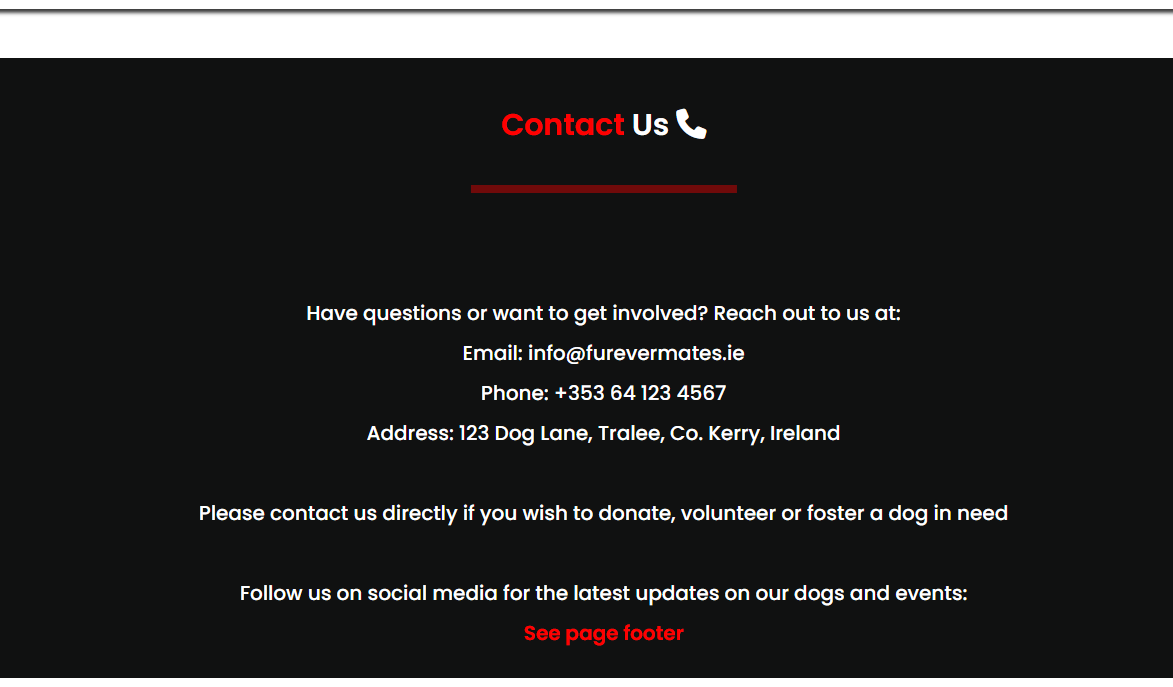 Contact Us
Have questions or want to get involved? Reach out to us at:
Email: info@furevermates.ie
Phone: +353 64 123 4567
Address: 123 Dog Lane, Tralee, Co. Kerry, Ireland
Please contact us directly if you wish to donate, volunteer or foster a dog in need
Follow us on social media for the latest updates on our dogs and events:
See page footer